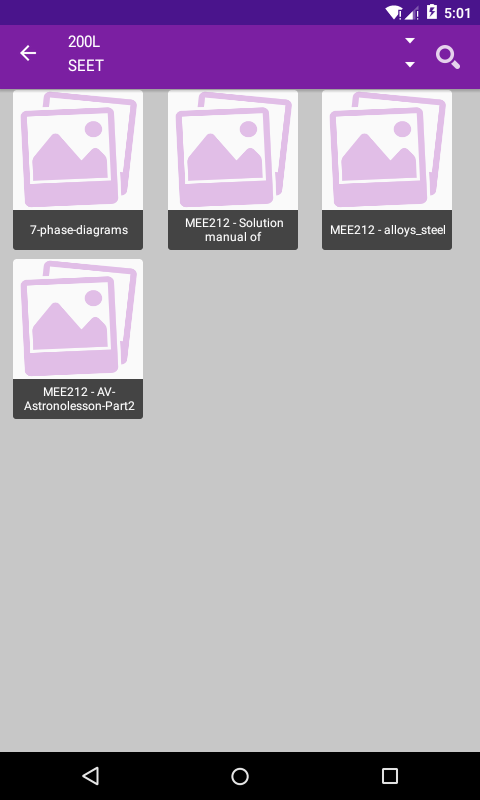 5:01
200L
SEET
7-phase-diagrams
MEE212 - Solution
manual of
MEE212 - alloys_steel
MEE212 - AV-
Astronolesson-Part2